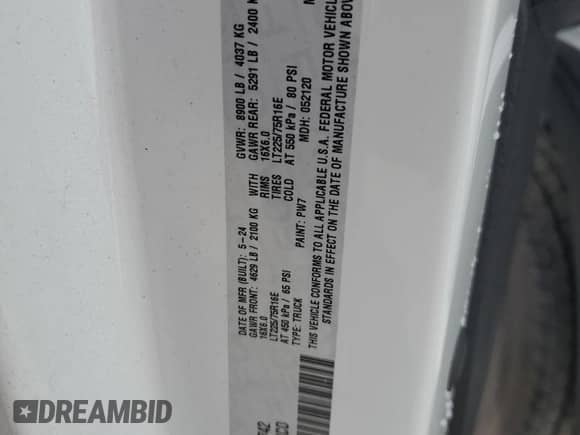 DATE OF MFR (BUILT): 5-24 GVWR: 8900 LB / 4037 KG
GAWR FRONT: 4629 LB / 2100 KG WITH GAWR REAR: 5291 LB / 2400
16X6.0 RIMS 16X6.0
LT225/75R16E TIRES LT225/75R16E
AT 450 kPa / 65 PSI COLD AT 550 kPa / 80 PSI
TYPE: TRUCK PAINT: PW7 MDH: 052120
THIS VEHICLE CONFORMS TO ALL APPLICABLE U.S.A. FEDERAL MOTOR VEHICL
STANDARDS IN EFFECT ON THE DATE OF MANUFACTURE SHOWN ABOV
DREAMBID